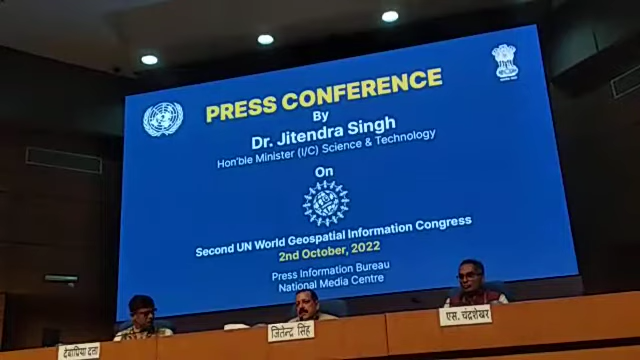 PRESS CONFERENCE
By
Dr. Jitendra Singh
Hon'ble Minister (I/C) Science & Technology
On
Second UN World Geospatial Information Congress
2nd October, 2022
Press Information Bureau
National Media Centre
देबाप्रिया दत्ता
जितेन्द्र सिंह
एस. चंद्रशेखर